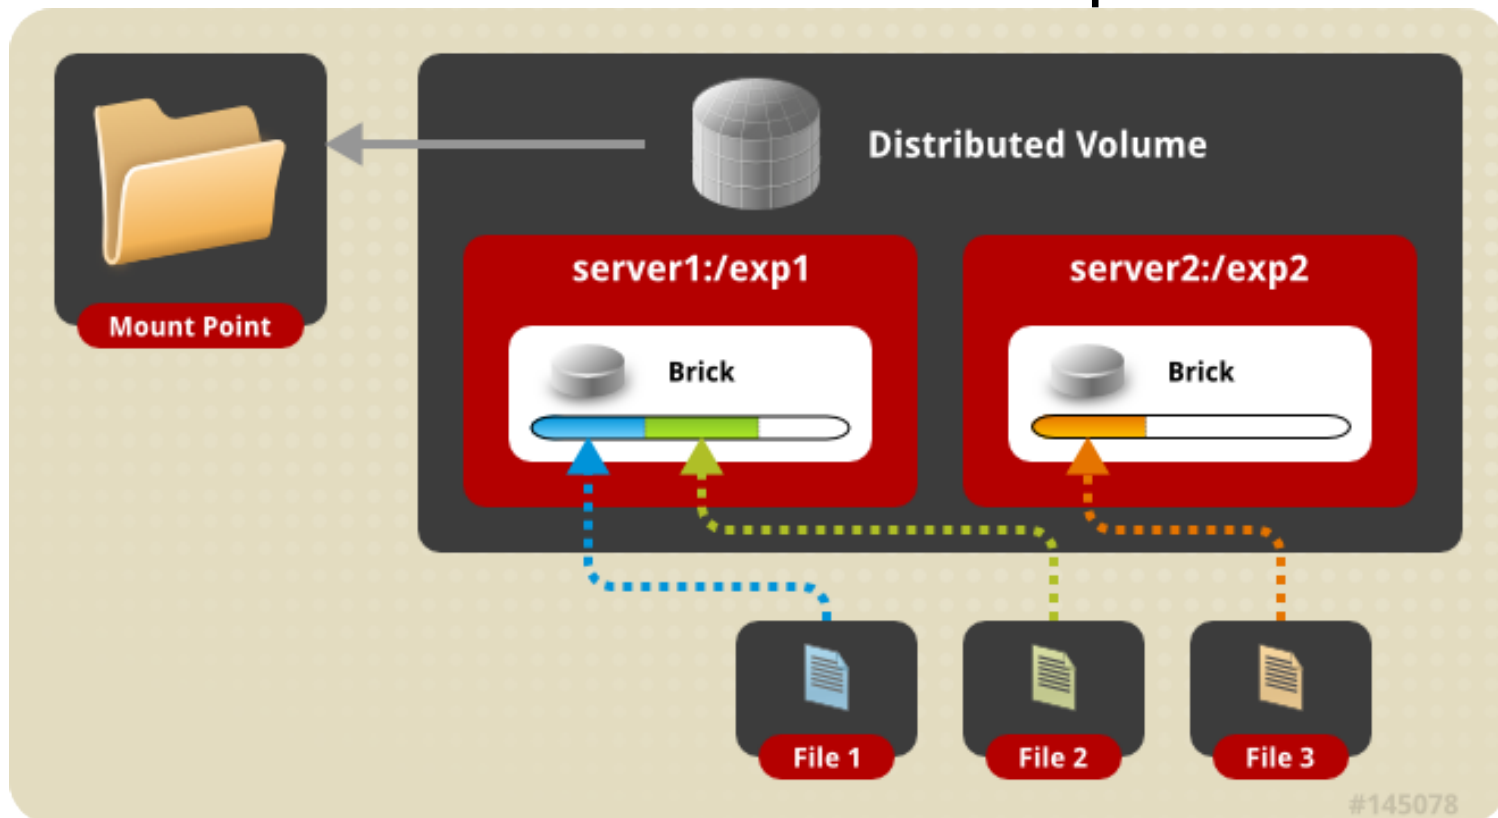 Distributed Volume
server1:/exp1
server2:/exp2
Mount Point
Brick
Brick
File 1
File 2
File 3
#145078